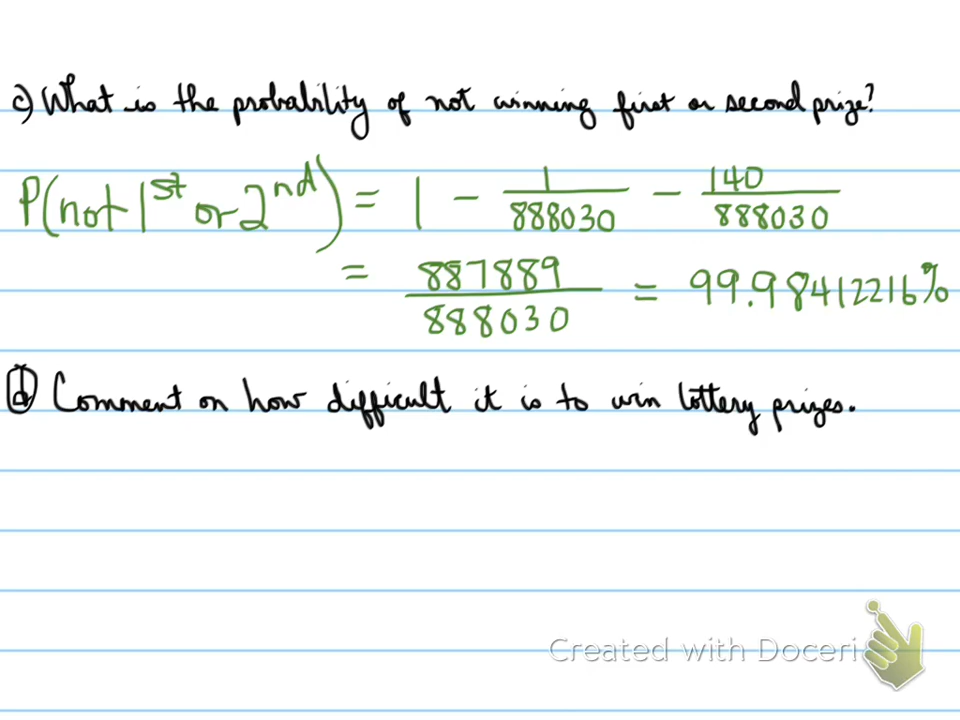 c) What is the probability of not winning first or second prize?
P(not 1st or 2nd) = 1 - 1/888030 - 140/888030
= 887889/888030 = 99.98412216%
d) Comment on how difficult it is to win lottery prizes.
Created with Doceri